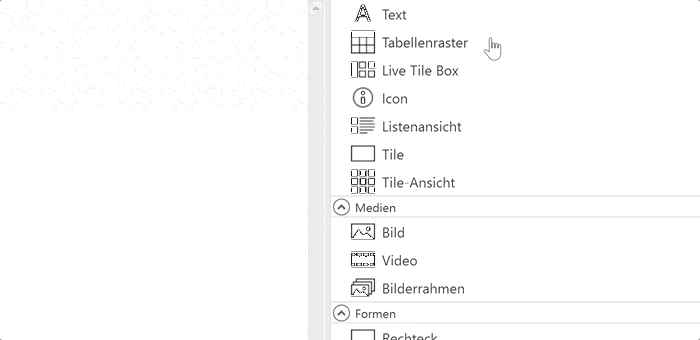 Text
Tabellenraster
Live Tile Box
Icon
Listenansicht
Tile
Tile-Ansicht
Medien
Bild
Video
Bilderrahmen
Formen
Rechteck